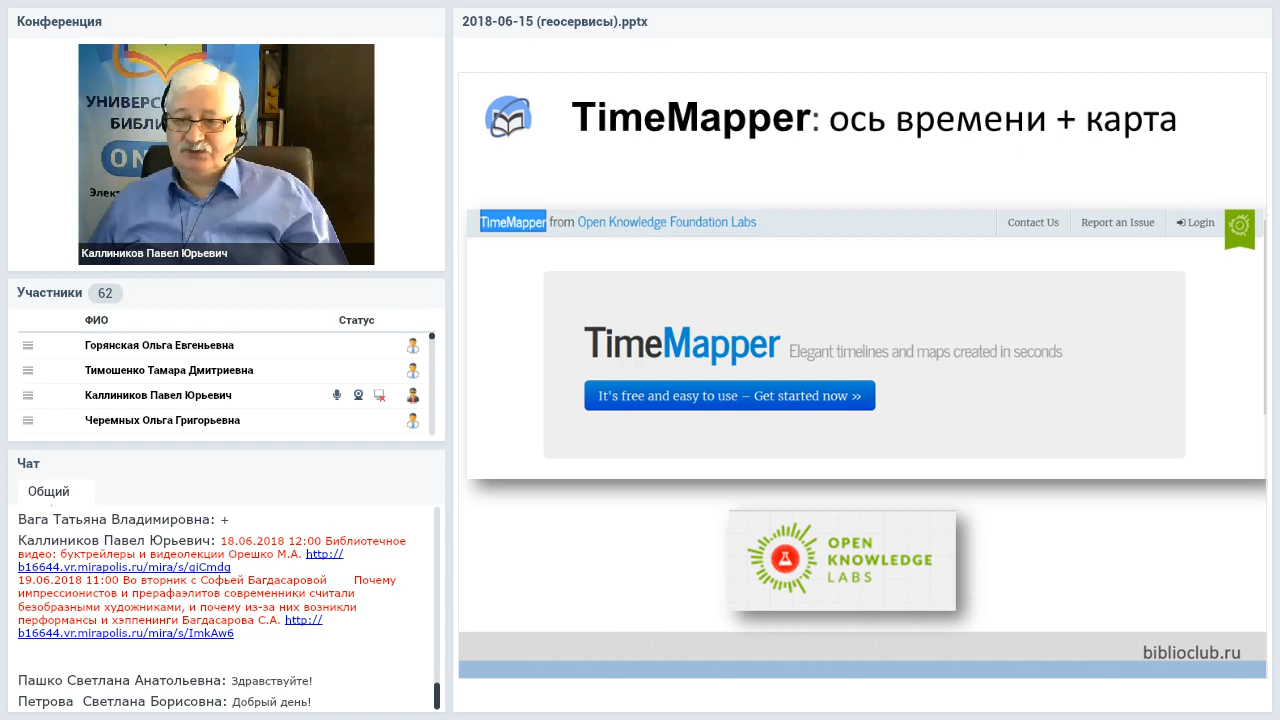 Конференция
УНИВЕРС
БИБЛИ
ON
Элект
Каллиников Павел Юрьевич
Участники 62
ФИО Статус
Горянская Ольга Евгеньевна
Тимошенко Тамара Дмитриевна
Каллиников Павел Юрьевич
Черемных Ольга Григорьевна
Чат
Общий
Вага Татьяна Владимировна: +
Каллиников Павел Юрьевич: 18.06.2018 12:00 Библиотечное
видео: буктрейлеры и видеолекции Орешко М.А. http://
b16644.vr.mirapolis.ru/mira/s/qiCmdq
19.06.2018 11:00 Во вторник с Софьей Багдасаровой Почему
импрессионистов и прерафаэлитов современники считали
безобразными художниками, и почему из-за них возникли
перформансы и хэппенинги Багдасарова С.А. http://
b16644.vr.mirapolis.ru/mira/s/ImkAw6
Пашко Светлана Анатольевна: Здравствуйте!
Петрова Светлана Борисовна: Добрый день!
2018-06-15 (геосервисы).pptx
TimeMapper: ось времени + карта
TimeMapper from Open Knowledge Foundation Labs
Contact Us Report an Issue Login
TimeMapper Elegant timelines and maps created in seconds
It's free and easy to use – Get started now »
OPEN
KNOWLEDGE
LABS
biblioclub.ru